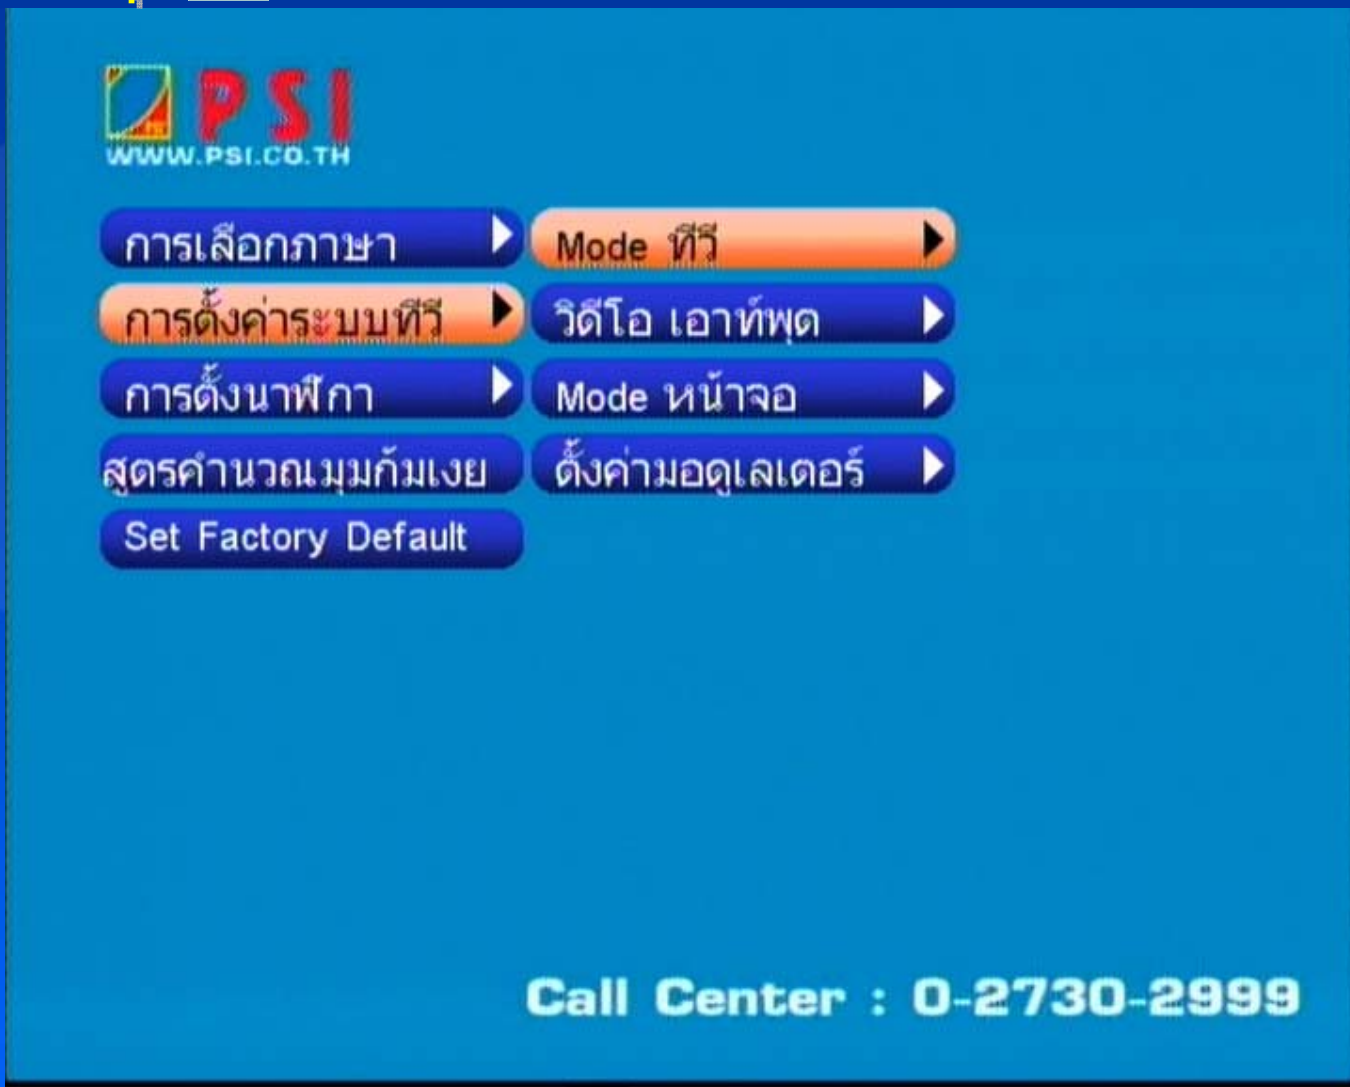 PSI
WWW.PSI.CO.TH
การเลือกภาษา
Mode ทีวี
การตั้งค่าระบบทีวี
วิดีโอ เอาท์พุต
การตั้งนาฬิกา
Mode หน้าจอ
สูตรคำนวณมุมก้มเงย
ตั้งค่ามอดูเลเตอร์
Set Factory Default
Call Center : 0-2730-2999